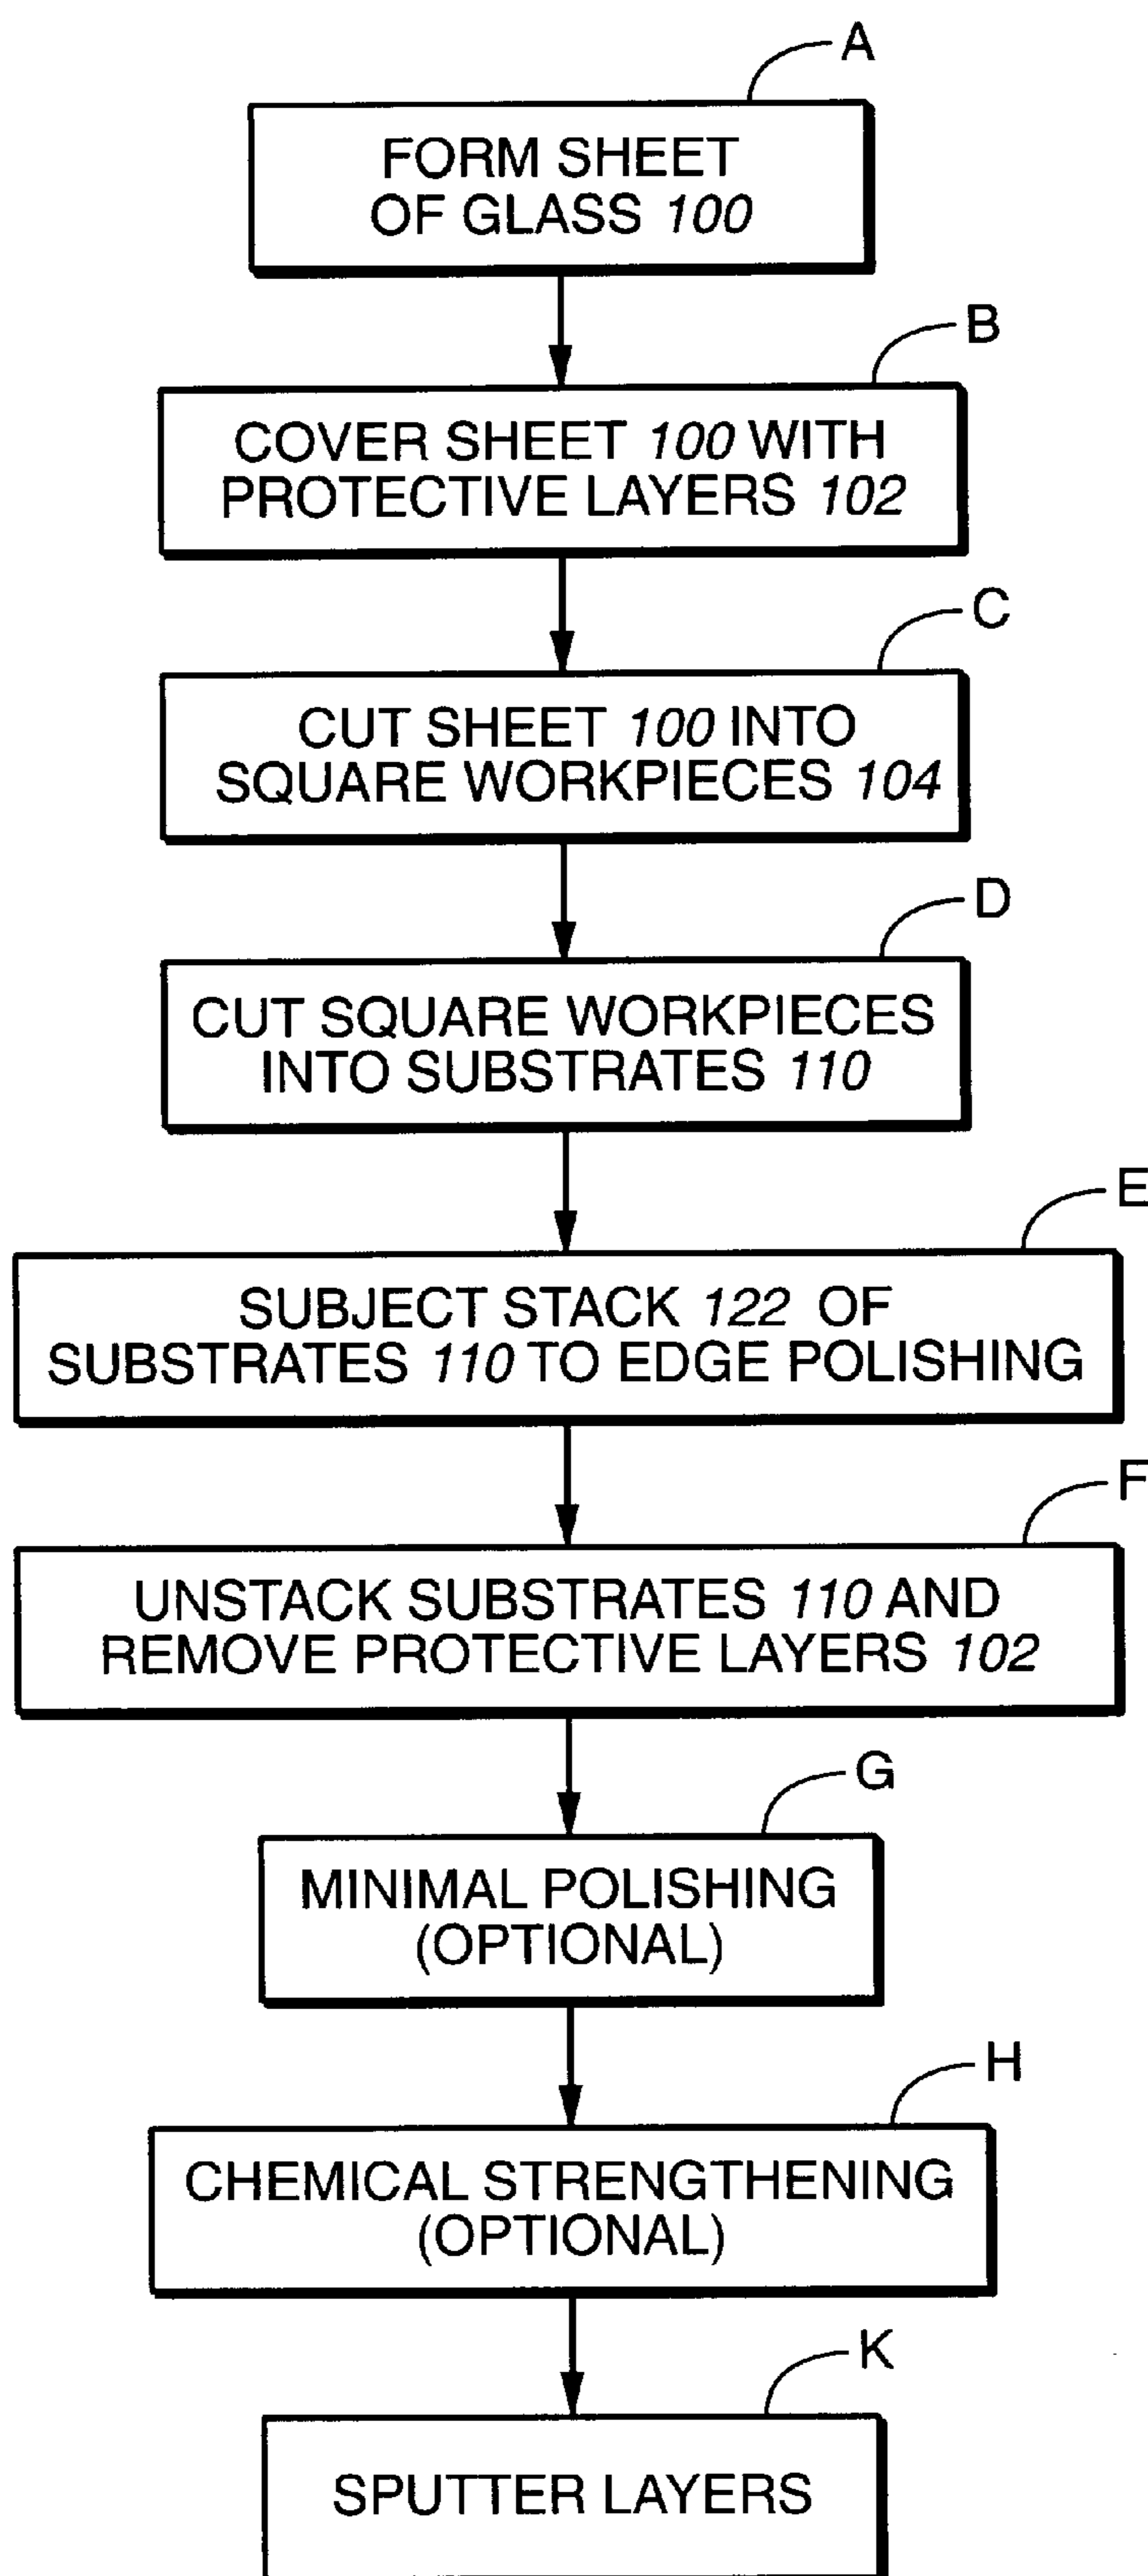 A
FORM SHEET
OF GLASS 100
B
COVER SHEET 100 WITH
PROTECTIVE LAYERS 102
C
CUT SHEET 100 INTO
SQUARE WORKPIECES 104
D
CUT SQUARE WORKPIECES
INTO SUBSTRATES 110
E
SUBJECT STACK 122 OF
SUBSTRATES 110 TO EDGE POLISHING
F
UNSTACK SUBSTRATES 110 AND
REMOVE PROTECTIVE LAYERS 102
G
MINIMAL POLISHING
(OPTIONAL)
H
CHEMICAL STRENGTHENING
(OPTIONAL)
K
SPUTTER LAYERS